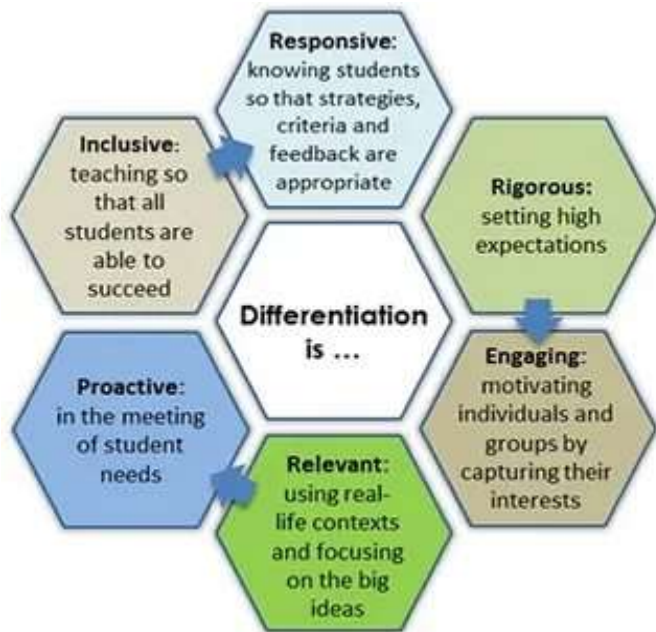 Responsive:
knowing students
so that strategies,
criteria and
feedback are
appropriate
Rigorous:
setting high
expectations
Engaging:
motivating
individuals and
groups by
capturing their
interests
Relevant:
using real-
life contexts
and focusing
on the big
ideas
Proactive:
in the meeting
of student
needs
Inclusive:
teaching so
that all
students are
able to
succeed
Differentiation
is ...